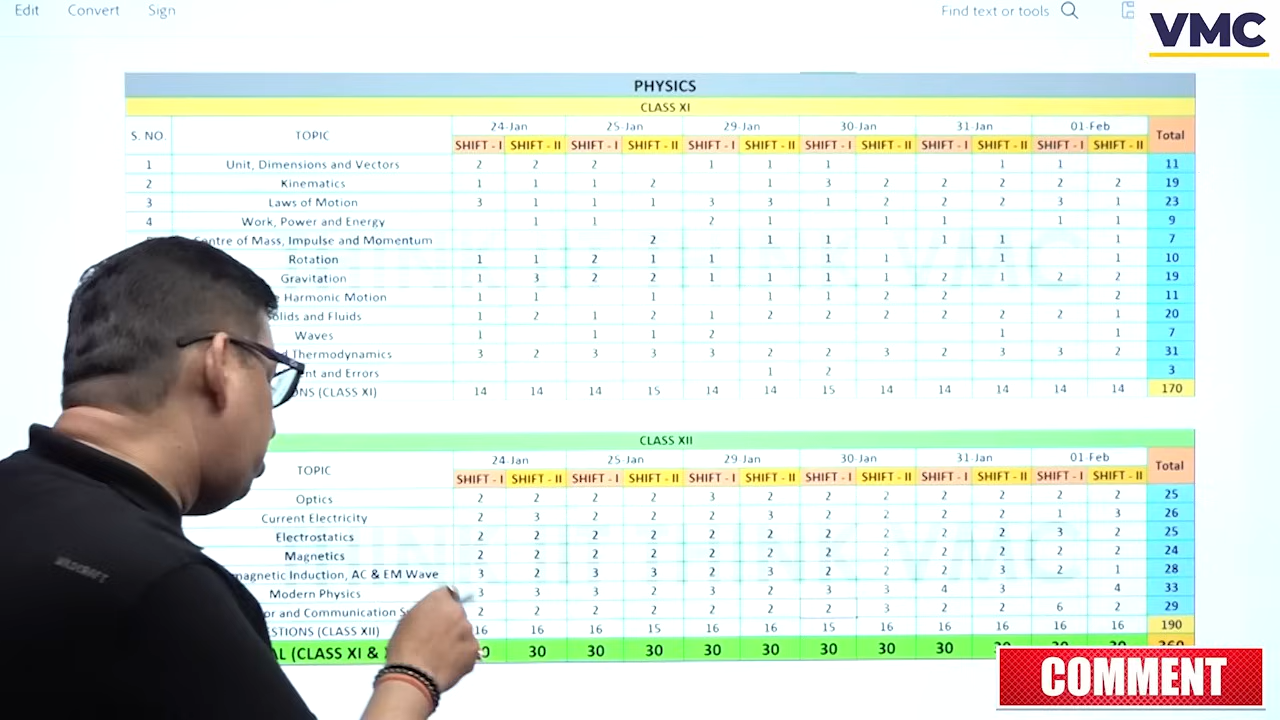 Edit Convert Sign Find text or tools
VMC
PHYSICS
CLASS XI
S. NO. TOPIC 24-Jan 25-Jan 29-Jan 30-Jan 31-Jan 01-Feb Total
SHIFT - I SHIFT - II SHIFT - I SHIFT - II SHIFT - I SHIFT - II SHIFT - I SHIFT - II SHIFT - I SHIFT - II SHIFT - I SHIFT - II
1 Unit, Dimensions and Vectors 2 2 2 1 1 1 1 1 11
2 Kinematics 1 1 1 2 1 3 2 2 2 2 2 19
3 Laws of Motion 3 1 1 1 3 3 1 2 2 2 3 1 23
4 Work, Power and Energy 1 1 2 1 1 1 1 1 9
Centre of Mass, Impulse and Momentum 2 1 1 1 1 1 7
Rotation 1 1 2 1 1 1 1 1 1 10
Gravitation 1 3 2 2 1 1 1 1 2 1 2 2 19
Harmonic Motion 1 1 1 1 1 2 2 2 11
Solids and Fluids 1 2 1 2 1 2 2 2 2 2 2 1 20
Waves 1 1 1 2 1 1 7
Thermodynamics 3 2 3 3 3 2 2 3 2 3 3 2 31
and Errors 1 2 3
(CLASS XI) 14 14 14 15 14 14 15 14 14 14 14 14 170
CLASS XII
TOPIC 24-Jan 25-Jan 29-Jan 30-Jan 31-Jan 01-Feb Total
SHIFT - I SHIFT - II SHIFT - I SHIFT - II SHIFT - I SHIFT - II SHIFT - I SHIFT - II SHIFT - I SHIFT - II SHIFT - I SHIFT - II
Optics 2 2 2 2 3 2 2 2 2 2 2 2 25
Current Electricity 2 3 2 2 2 3 2 2 2 2 1 3 26
Electrostatics 2 2 2 2 2 2 2 2 2 2 3 2 25
Magnetics 2 2 2 2 2 2 2 2 2 2 2 2 24
magnetic Induction, AC & EM Wave 3 2 3 3 2 3 2 2 2 3 2 1 28
Modern Physics 3 3 3 2 3 2 3 3 4 3 4 33
or and Communication 2 2 2 2 2 2 2 3 2 2 6 2 29
(CLASS XII) 16 16 16 15 16 16 15 16 16 16 16 16 190
(CLASS XI & 30 30 30 30 30 30 30 30
COMMENT